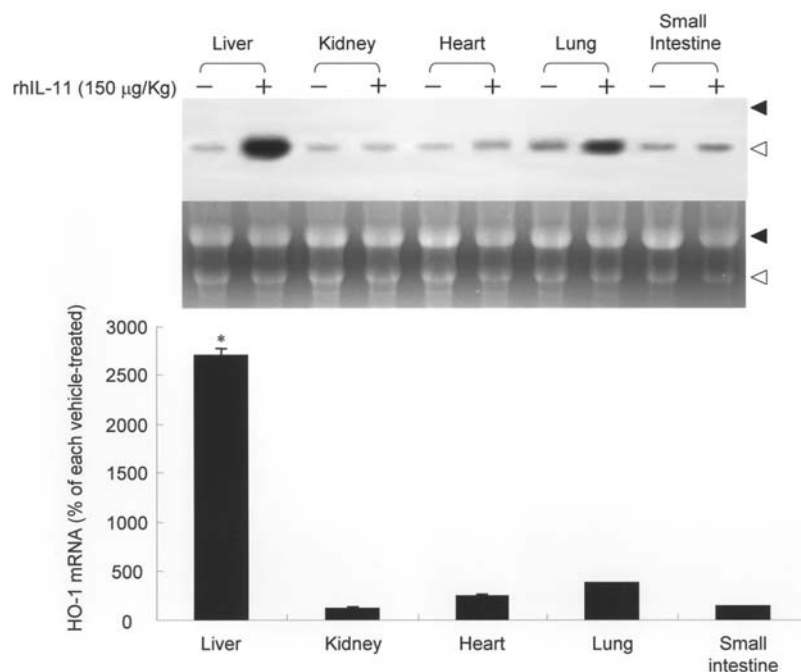 Liver Kidney Heart Lung Small Intestine
rhIL-11 (150 μg/Kg) − + − + − + − + − +
HO-1 mRNA (% of each vehicle-treated)
3000
2500
2000
1500
1000
500
0
*
Liver Kidney Heart Lung Small intestine